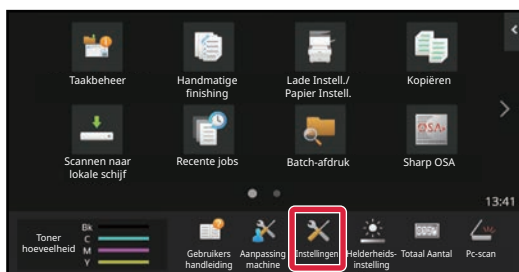 Taakbeheer
Handmatige
finishing
Lade Instell./
Papier Instell.
Kopiëren
Scannen naar
lokale schijf
Recente jobs
Batch-afdruk
Sharp OSA
13:41
Toner
hoeveelheid
Bk
C
M
Y
Gebruikers
handleiding
Aanpassing
machine
Instellingen
Helderheids-
instelling
Totaal Aantal
Pc-scan